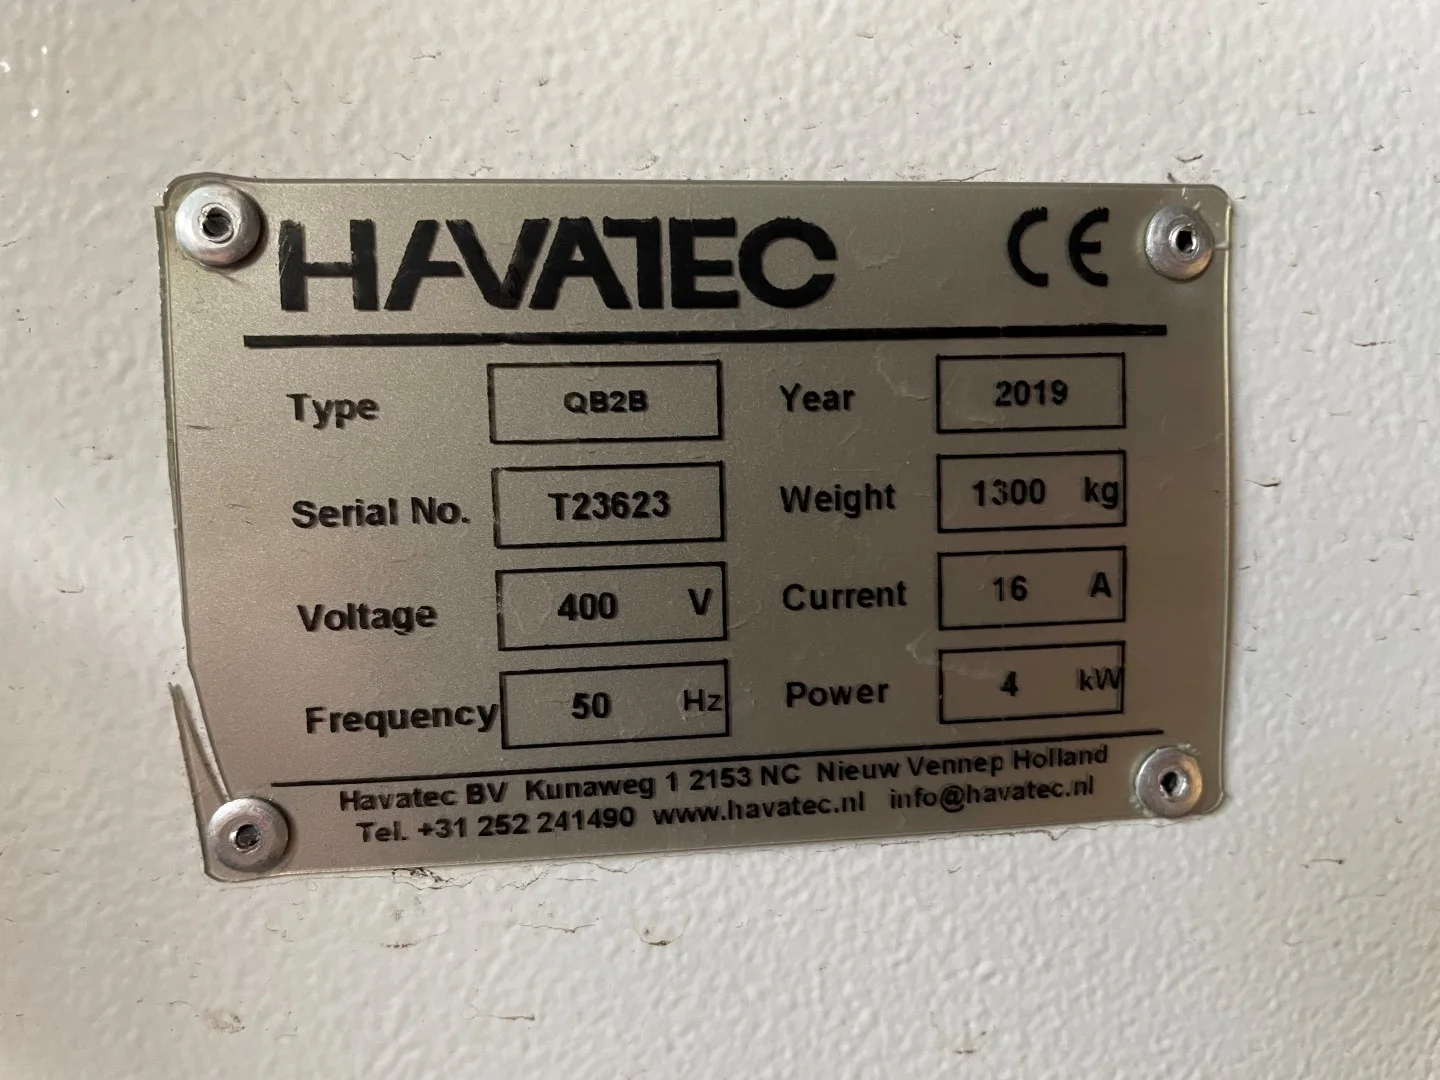 HAVATEC CE
Type QB2B Year 2019
Serial No. T23623 Weight 1300 kg
Voltage 400 V Current 16 A
Frequency 50 Hz Power 4 kW
Havatec BV Kunaweg 1 2153 NC Nieuw Vennep Holland
Tel. +31 252 241490 www.havatec.nl info@havatec.nl